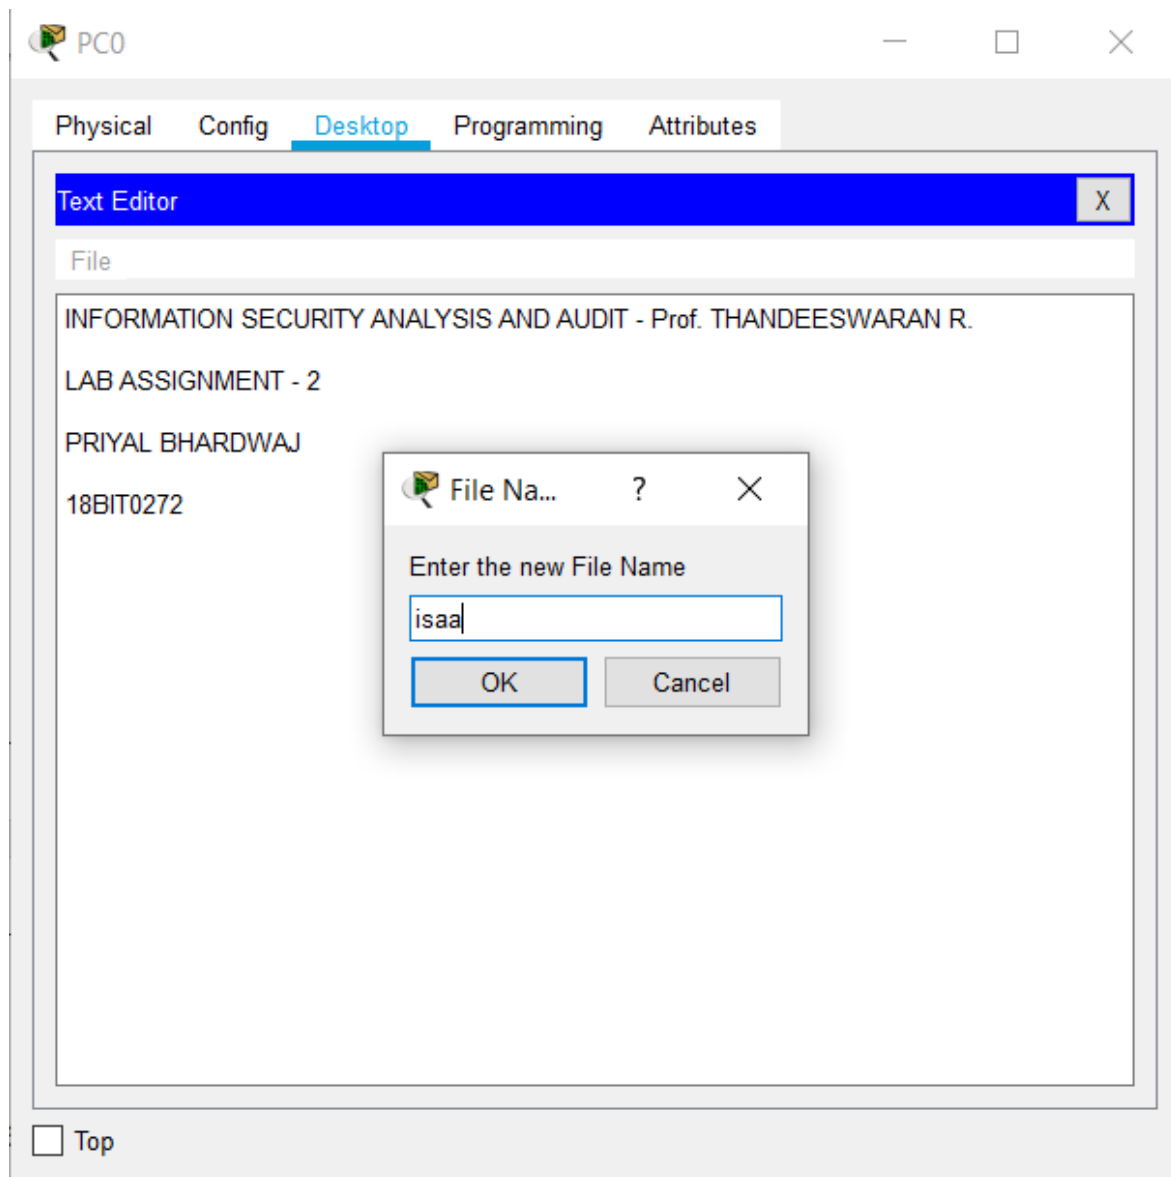 PC0
Physical Config Desktop Programming Attributes
Text Editor X
File
INFORMATION SECURITY ANALYSIS AND AUDIT - Prof. THANDEESWARAN R.
LAB ASSIGNMENT - 2
PRIYAL BHARDWAJ
18BIT0272
File Na... ?
Enter the new File Name
isaa
OK Cancel
Top